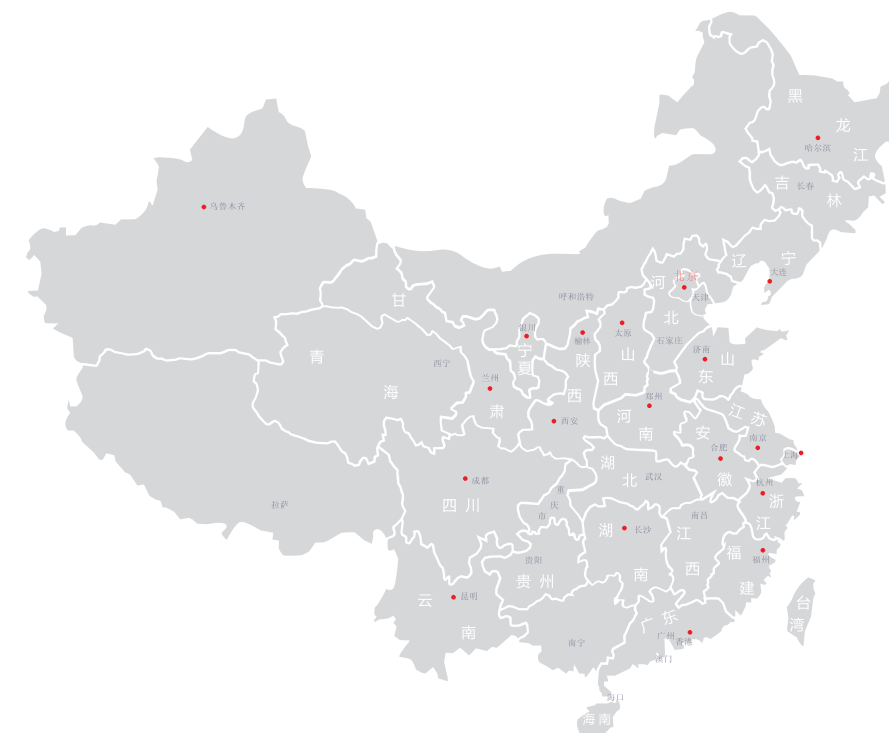 黑
龙
江
哈尔滨
吉
林
长春
乌鲁木齐
辽
宁
大连
北京
河
北
天津
呼和浩特
甘
肃
银川
宁
夏
榆林
太原
石家庄
山
西
陕
西
济南
山
东
青
海
西宁
兰州
郑州
河
南
西安
江
苏
南京
上海
安
徽
合肥
湖
北
武汉
成都
四川
重
庆
市
杭州
浙
江
拉萨
湖
南
长沙
南昌
江
西
福
建
福州
贵阳
贵州
云
南
昆明
台
湾
广
东
广州
香港
澳门
南宁
海口
海南